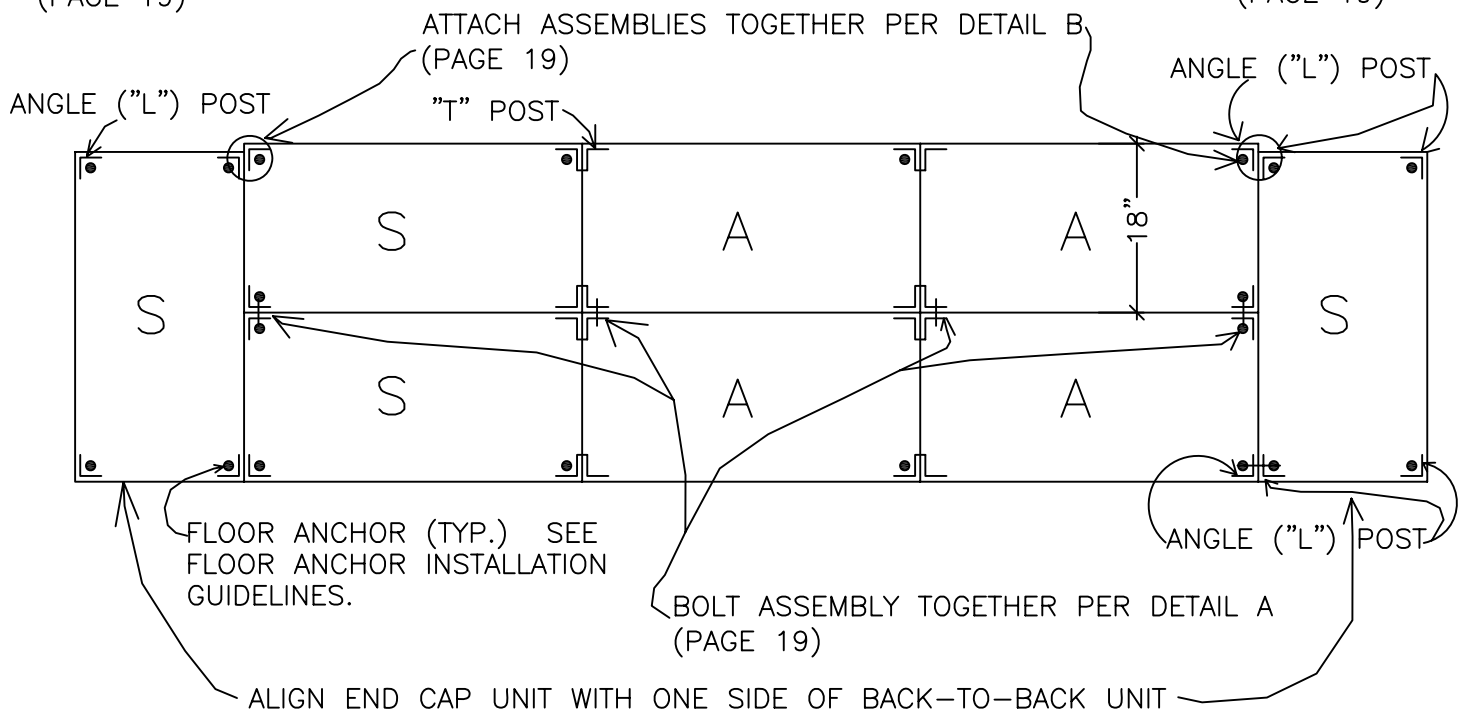 (PAGE 19)
(PAGE 19)
ATTACH ASSEMBLIES TOGETHER PER DETAIL B
(PAGE 19)
ANGLE ("L") POST
ANGLE ("L") POST
"T" POST
S
A
A
18"
S
S
S
A
A
FLOOR ANCHOR (TYP.) SEE
FLOOR ANCHOR INSTALLATION
GUIDELINES.
ANGLE ("L") POST
BOLT ASSEMBLY TOGETHER PER DETAIL A
(PAGE 19)
ALIGN END CAP UNIT WITH ONE SIDE OF BACK-TO-BACK UNIT